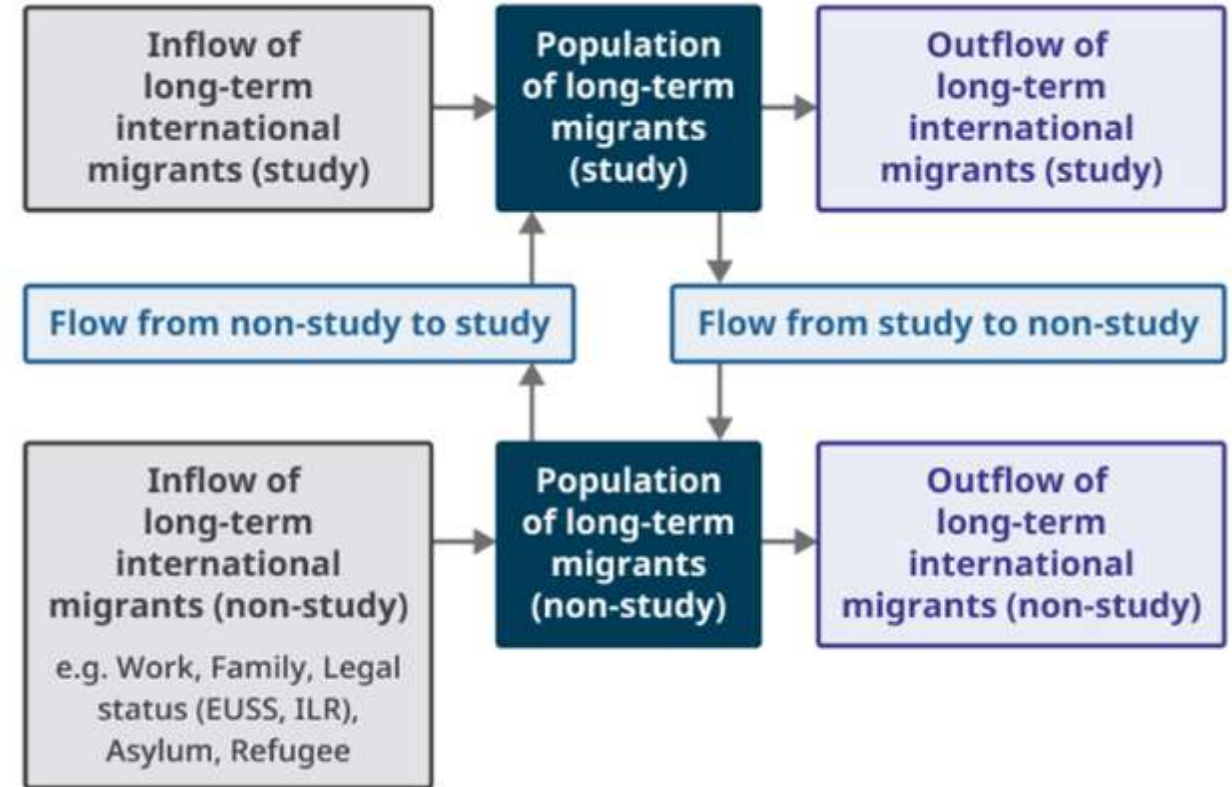 Inflow of
long-term
international
migrants (study)
Population
of long-term
migrants
(study)
Outflow of
long-term
international
migrants (study)
Flow from non-study to study
Flow from study to non-study
Inflow of
long-term
international
migrants (non-study)
e.g. Work, Family, Legal
status (EUSS, ILR),
Asylum, Refugee
Population
of long-term
migrants
(non-study)
Outflow of
long-term
international
migrants (non-study)